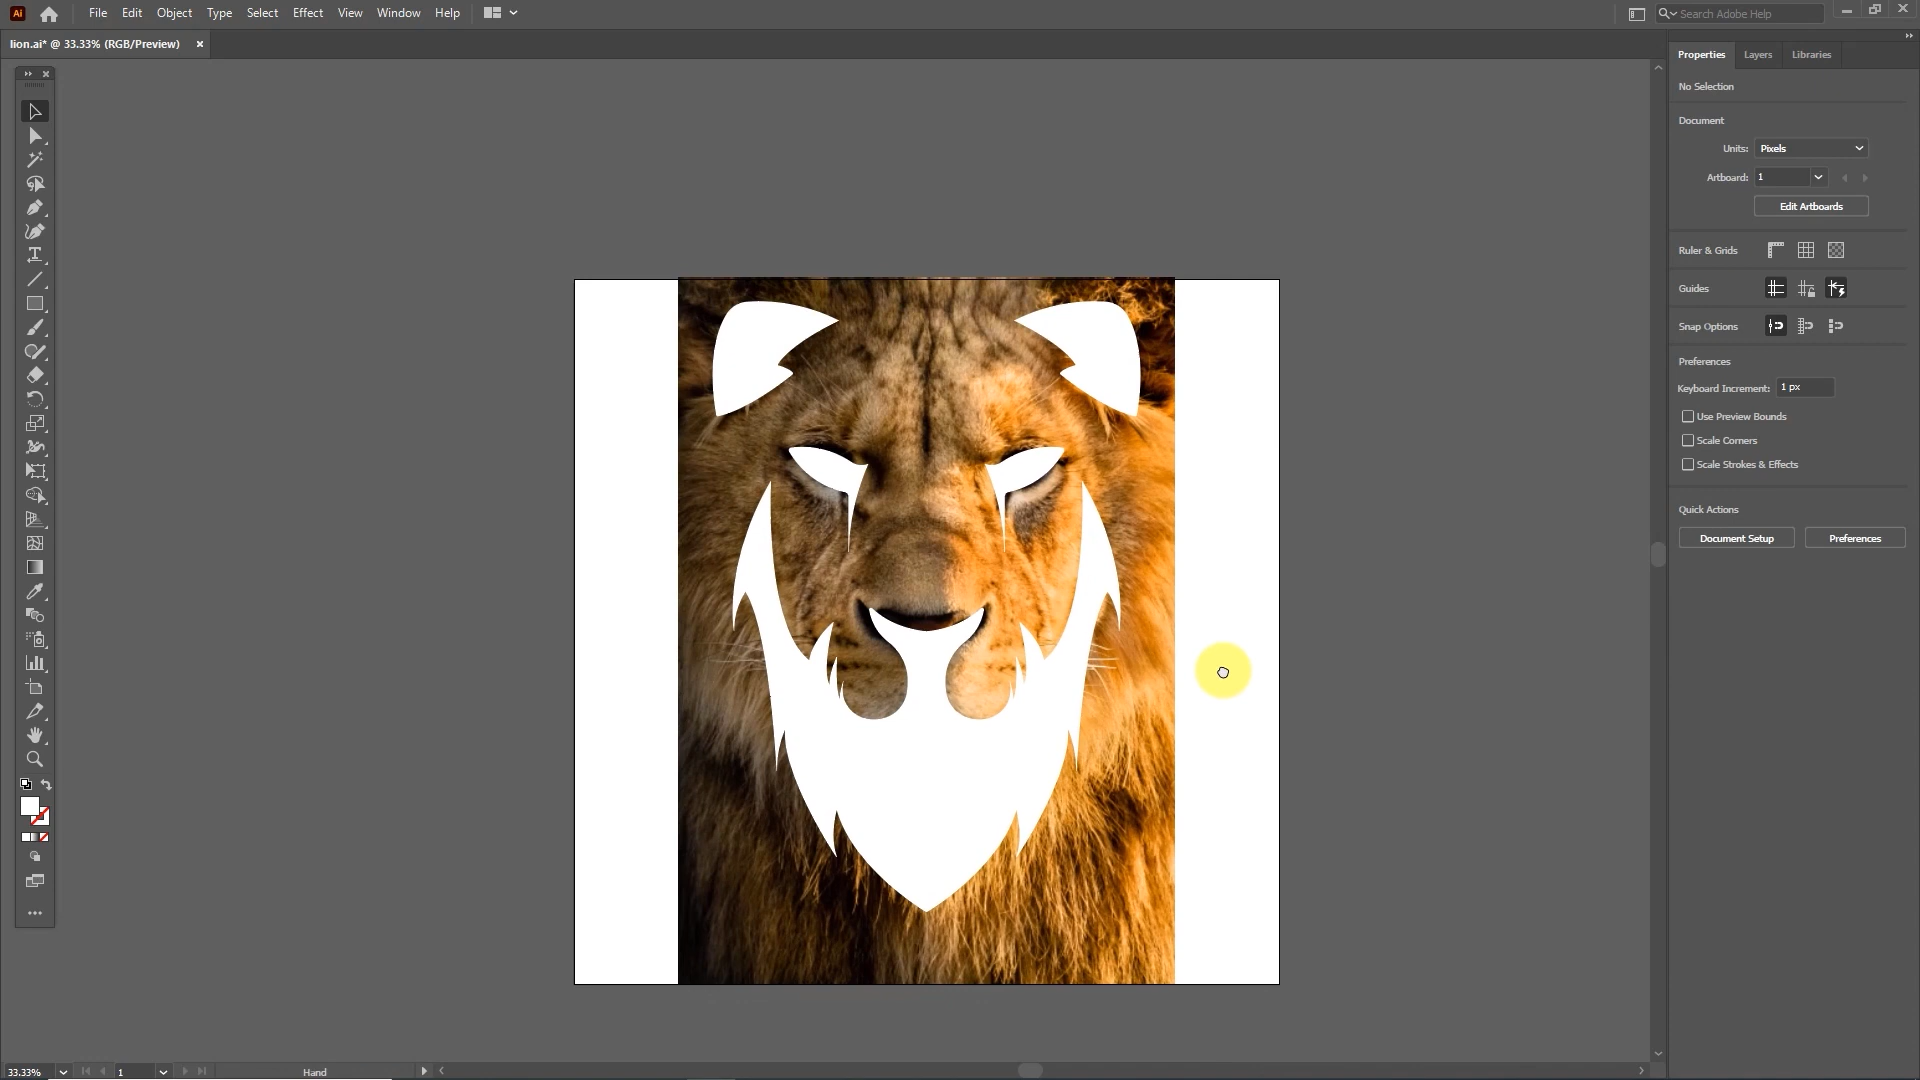 Ai File Edit Object Type Select Effect View Window Help Search Adobe Help
lion.ai* @ 33.33% (RGB/Preview)
Properties Layers Libraries
No Selection
Document
Units: Pixels
Artboard: 1
Edit Artboards
Ruler & Grids
Guides
Snap Options
Preferences
Keyboard Increment: 1 px
Use Preview Bounds
Scale Corners
Scale Strokes & Effects
Quick Actions
Document Setup Preferences
33.33% 1 Hand